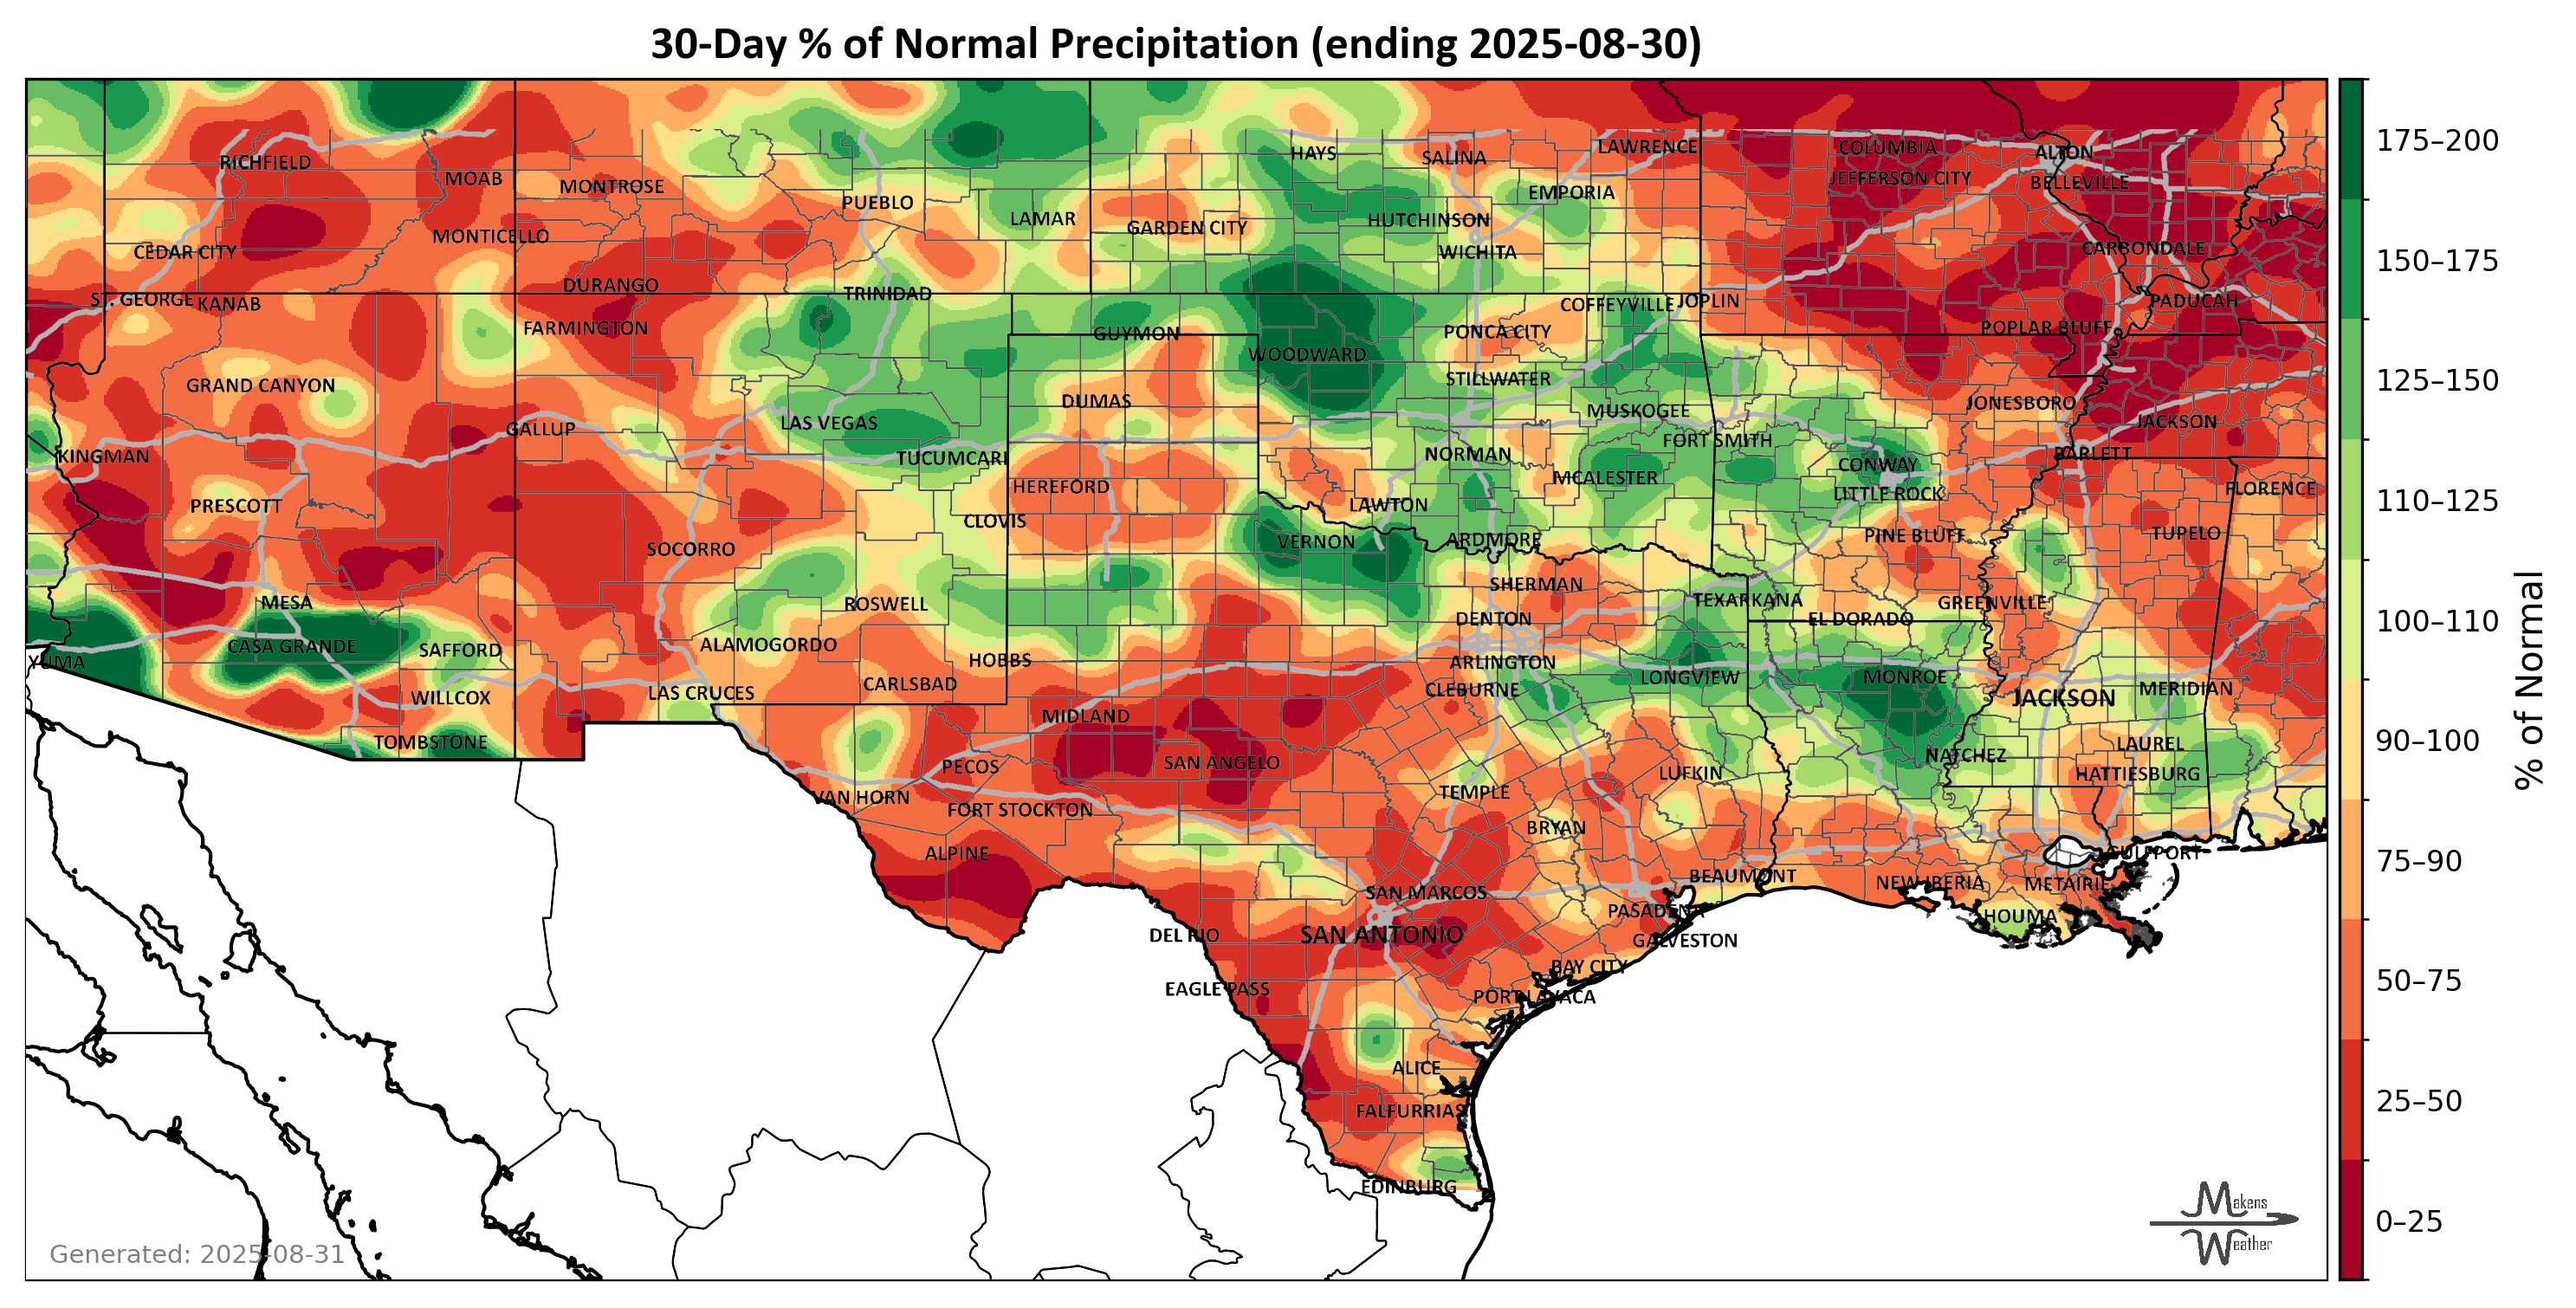 30-Day % of Normal Precipitation (ending 2025-08-30)
RICHFIELD
MOAB
MONTROSE
PUEBLO
LAMAR
HAYS
SALINA
LAWRENCE
COLUMBIA
ALTON
JEFFERSON CITY
BELLEVILLE
EMPORIA
GARDEN CITY
HUTCHINSON
WICHITA
CARBONDALE
CEDAR CITY
MONTICELLO
DURANGO
TRINIDAD
ST. GEORGE
KANAB
COFFEYVILLE
JOPLIN
PADUCAH
FARMINGTON
GUYMON
PONCA CITY
POPLAR BLUFF
WOODWARD
GRAND CANYON
STILLWATER
DUMAS
MUSKOGEE
JONESBORO
JACKSON
GALLUP
LAS VEGAS
FORT SMITH
KINGMAN
TUCUMCARI
NORMAN
CONWAY
BARLETT
HEREFORD
MCALESTER
LITTLE ROCK
FLORENCE
PRESCOTT
CLOVIS
LAWTON
VERNON
ARDMORE
PINE BLUFF
TUPELO
SOCORRO
MESA
ROSWELL
SHERMAN
TEXARKANA
GREENVILLE
DENTON
EL DORADO
CASA GRANDE
SAFFORD
ALAMOGORDO
HOBBS
ARLINGTON
YUMA
WILLCOX
LAS CRUCES
CARLSBAD
CLEBURNE
LONGVIEW
MONROE
JACKSON
MERIDIAN
TOMBSTONE
MIDLAND
PECOS
SAN ANGELO
LUFKIN
NATCHEZ
LAUREL
HATTIESBURG
VAN HORN
FORT STOCKTON
TEMPLE
BRYAN
ALPINE
GULFPORT
SAN MARCOS
BEAUMONT
NEW IBERIA
METAIRIE
PASADENA
HOUMA
DEL RIO
SAN ANTONIO
GALVESTON
BAY CITY
EAGLE PASS
PORT LAVACA
ALICE
FALFURRIAS
EDINBURG
175–200
150–175
125–150
110–125
100–110
90–100
75–90
50–75
25–50
0–25
% of Normal
Generated: 2025-08-31
Makens
Weather